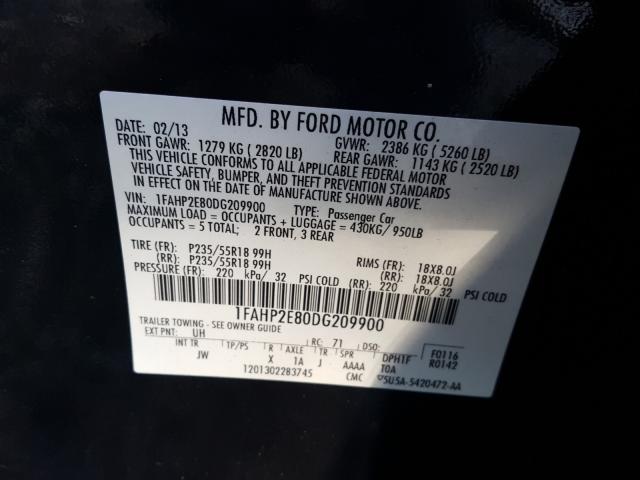 MFD. BY FORD MOTOR CO.
DATE: 02/13 GVWR: 2386 KG ( 5260 LB)
FRONT GAWR: 1279 KG ( 2820 LB) REAR GAWR: 1143 KG ( 2520 LB)
THIS VEHICLE CONFORMS TO ALL APPLICABLE FEDERAL MOTOR
VEHICLE SAFETY, BUMPER, AND THEFT PREVENTION STANDARDS
IN EFFECT ON THE DATE OF MANUFACTURE SHOWN ABOVE.
VIN: 1FAHP2E80DG209900 TYPE: Passenger Car
MAXIMUM LOAD = OCCUPANTS + LUGGAGE = 430KG/ 950LB
OCCUPANTS = 5 TOTAL; 2 FRONT, 3 REAR
TIRE (FR): P235/55R18 99H RIMS (FR): 18X8.0J
(RR): P235/55R18 99H (RR): 18X8.0J
PRESSURE (FR): 220 kPa/ 32 PSI COLD (RR): 220 kPa/ 32 PSI COLD
1FAHP2E80DG209900
TRAILER TOWING - SEE OWNER GUIDE
EXT PNT: UH RC: 71 DSO: F0116
R0142
INT TR TP/PS R AXLE TR SPR DPHTF
JW X 1A J AAAA T0A
1201302283745 CMC 5U5A-5420472-AA